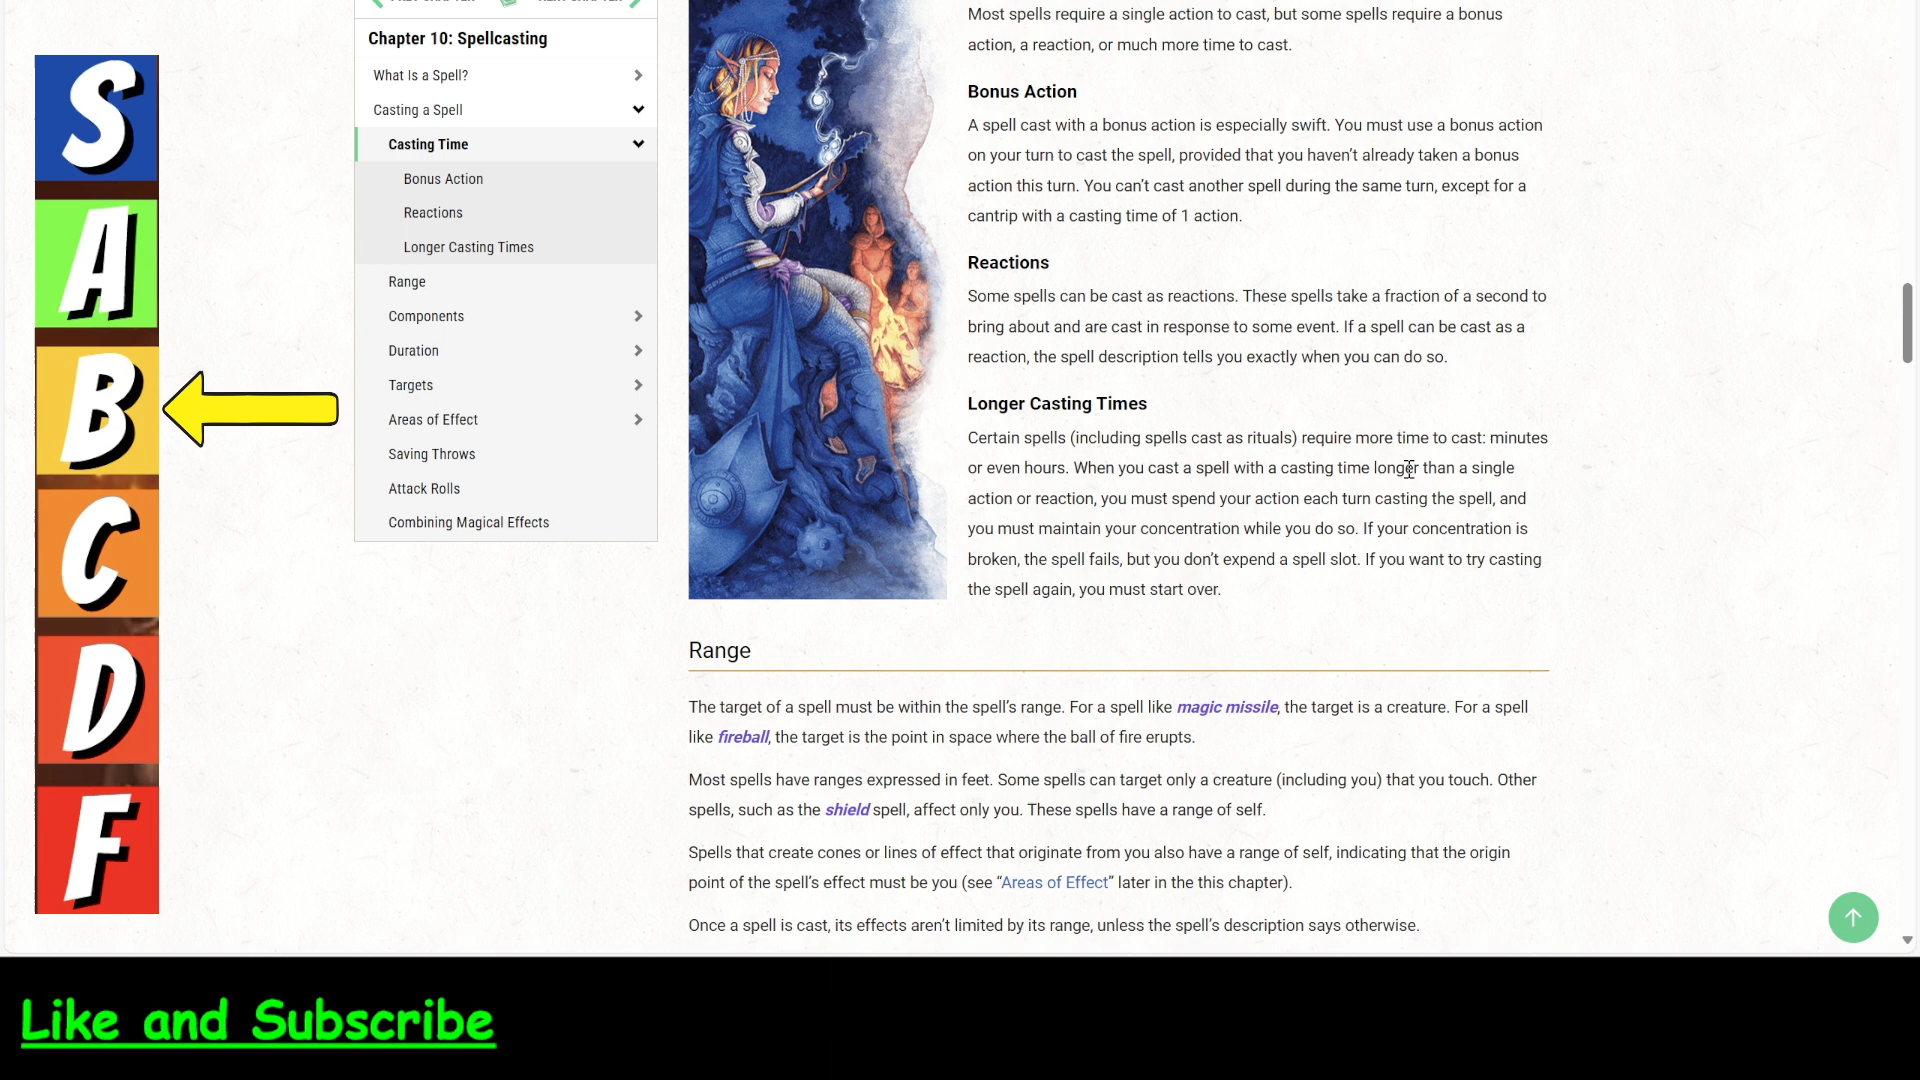 S
A
B
C
D
F
Chapter 10: Spellcasting
What Is a Spell?
Casting a Spell
Casting Time
Bonus Action
Reactions
Longer Casting Times
Range
Components
Duration
Targets
Areas of Effect
Saving Throws
Attack Rolls
Combining Magical Effects
Most spells require a single action to cast, but some spells require a bonus
action, a reaction, or much more time to cast.
Bonus Action
A spell cast with a bonus action is especially swift. You must use a bonus action
on your turn to cast the spell, provided that you haven’t already taken a bonus
action this turn. You can’t cast another spell during the same turn, except for a
cantrip with a casting time of 1 action.
Reactions
Some spells can be cast as reactions. These spells take a fraction of a second to
bring about and are cast in response to some event. If a spell can be cast as a
reaction, the spell description tells you exactly when you can do so.
Longer Casting Times
Certain spells (including spells cast as rituals) require more time to cast: minutes
or even hours. When you cast a spell with a casting time longer than a single
action or reaction, you must spend your action each turn casting the spell, and
you must maintain your concentration while you do so. If your concentration is
broken, the spell fails, but you don’t expend a spell slot. If you want to try casting
the spell again, you must start over.
Range
The target of a spell must be within the spell’s range. For a spell like magic missile, the target is a creature. For a spell
like fireball, the target is the point in space where the ball of fire erupts.
Most spells have ranges expressed in feet. Some spells can target only a creature (including you) that you touch. Other
spells, such as the shield spell, affect only you. These spells have a range of self.
Spells that create cones or lines of effect that originate from you also have a range of self, indicating that the origin
point of the spell’s effect must be you (see “Areas of Effect” later in the this chapter).
Once a spell is cast, its effects aren’t limited by its range, unless the spell’s description says otherwise.
Like and Subscribe